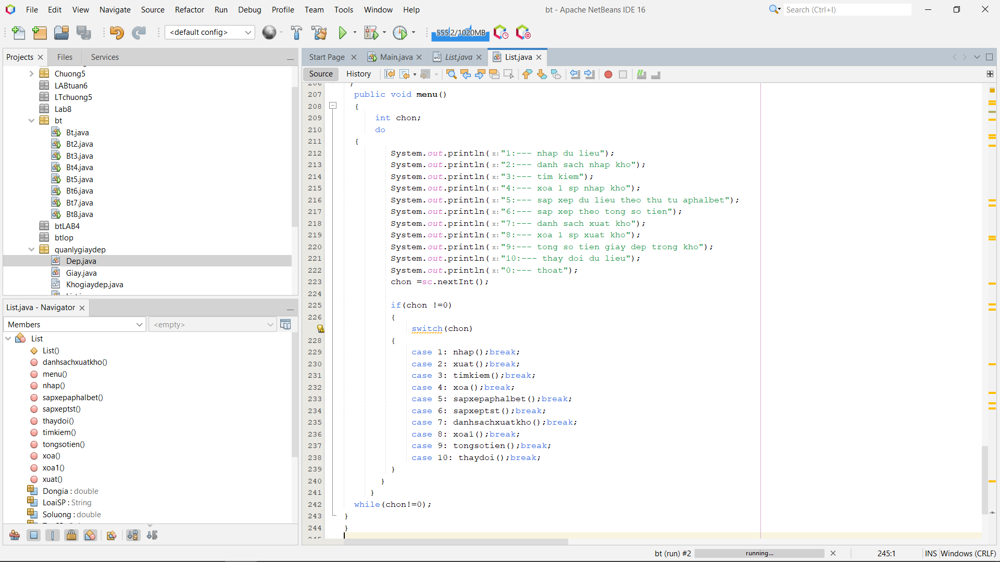 File Edit View Navigate Source Refactor Run Debug Profile Team Tools Window Help
bt - Apache NetBeans IDE 16
Search (Ctrl+I)
<default config>
555.2/1020MB
Projects Files Services
Chuong5
LABtuan6
LTchuong5
Lab8
bt
Bt.java
Bt2.java
Bt3.java
Bt4.java
Bt5.java
Bt6.java
Bt7.java
Bt8.java
btLAB4
btlop
quanlygiaydep
Dep.java
Giay.java
Khogiaydep.java
List.java - Navigator
Members
<empty>
List
List()
danhsachxuatkho()
menu()
nhap()
sapxepaphalbet()
sapxeptst()
thaydoi()
timkiem()
tongsotien()
xoa()
xoa1()
xuat()
Dongia : double
LoaiSP : String
Soluong : double
Start Page Main.java List.java List.java
Source History
206 }
207 public void menu()
208 {
209 int chon;
210 do
211 {
212 System.out.println( x: "1:--- nhap du lieu");
213 System.out.println( x: "2:--- danh sach nhap kho");
214 System.out.println( x: "3:--- tim kiem");
215 System.out.println( x: "4:--- xoa 1 sp nhap kho");
216 System.out.println( x: "5:--- sap xep du lieu theo thu tu aphalbet");
217 System.out.println( x: "6:--- sap xep theo tong so tien");
218 System.out.println( x: "7:--- danh sach xuat kho");
219 System.out.println( x: "8:--- xoa 1 sp xuat kho");
220 System.out.println( x: "9:--- tong so tien giay dep trong kho");
221 System.out.println( x: "10:--- thay doi du lieu");
222 System.out.println( x: "0:--- thoat");
223 chon =sc.nextInt();
224
225 if(chon !=0)
226 {
switch(chon)
228 {
229 case 1: nhap();break;
230 case 2: xuat();break;
231 case 3: timkiem();break;
232 case 4: xoa();break;
233 case 5: sapxepaphalbet();break;
234 case 6: sapxeptst();break;
235 case 7: danhsachxuatkho();break;
236 case 8: xoa1();break;
237 case 9: tongsotien();break;
238 case 10: thaydoi();break;
239 }
240 }
241 }
242 while(chon!=0);
243 }
244 }
245
bt (run) #2 running... 245:1 INS Windows (CRLF)